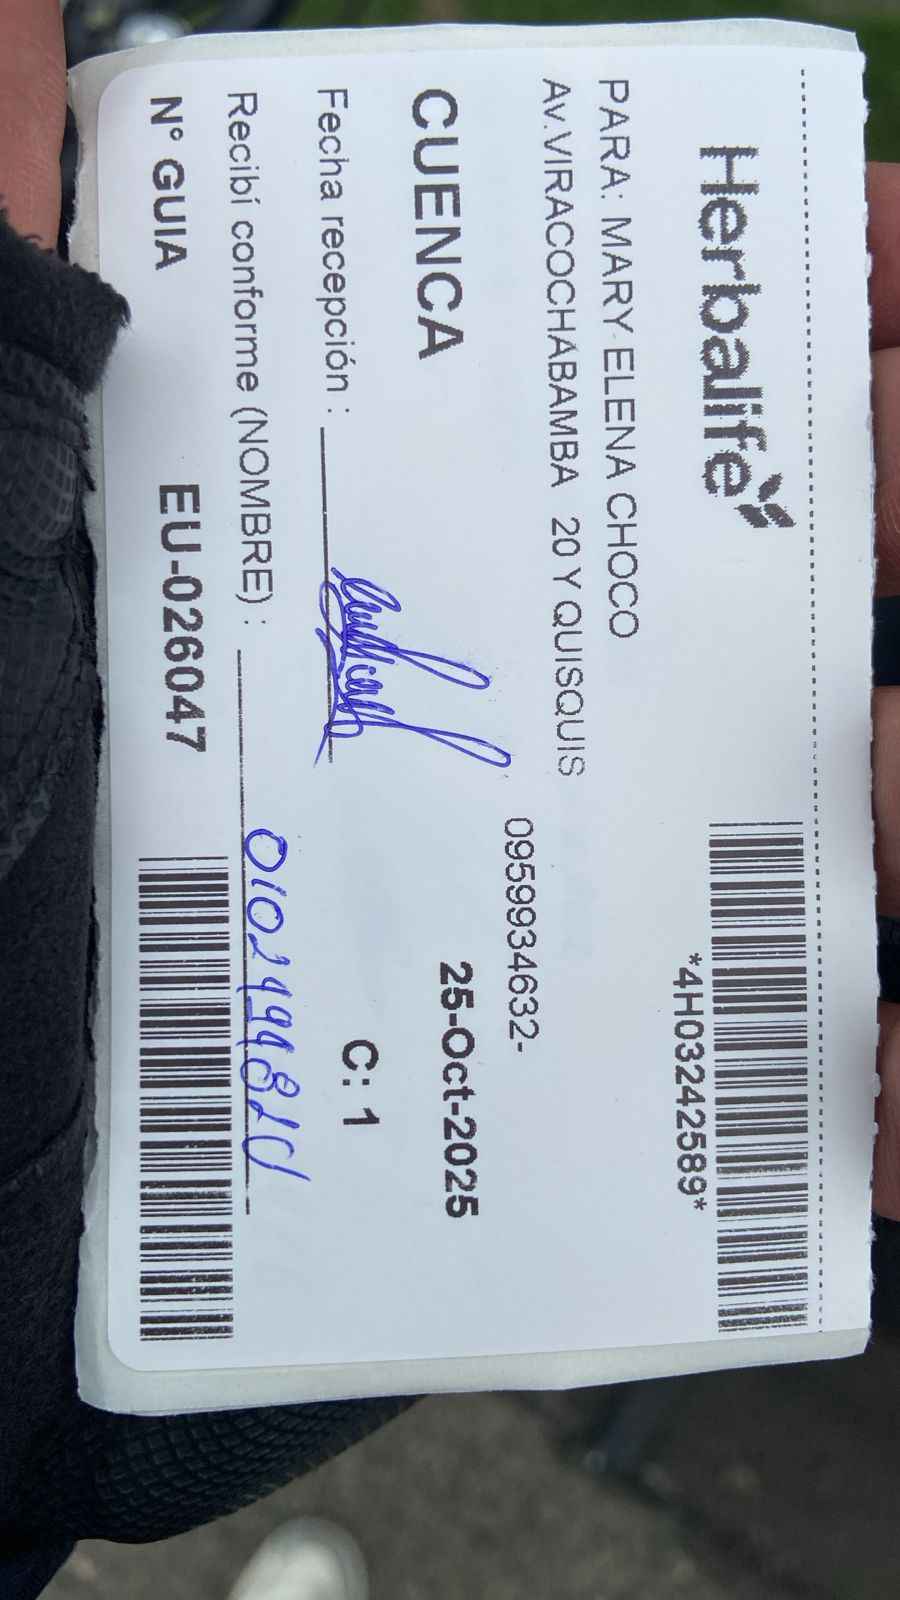 Herbalife
*4H03242589*
PARA: MARY ELENA CHOCO
Av.VIRACOCHABAMBA 20 Y QUISQUIS
0959934632-
CUENCA
25-Oct-2025
Fecha recepción :
C: 1
Recibí conforme (NOMBRE) :
N° GUIA EU-026047